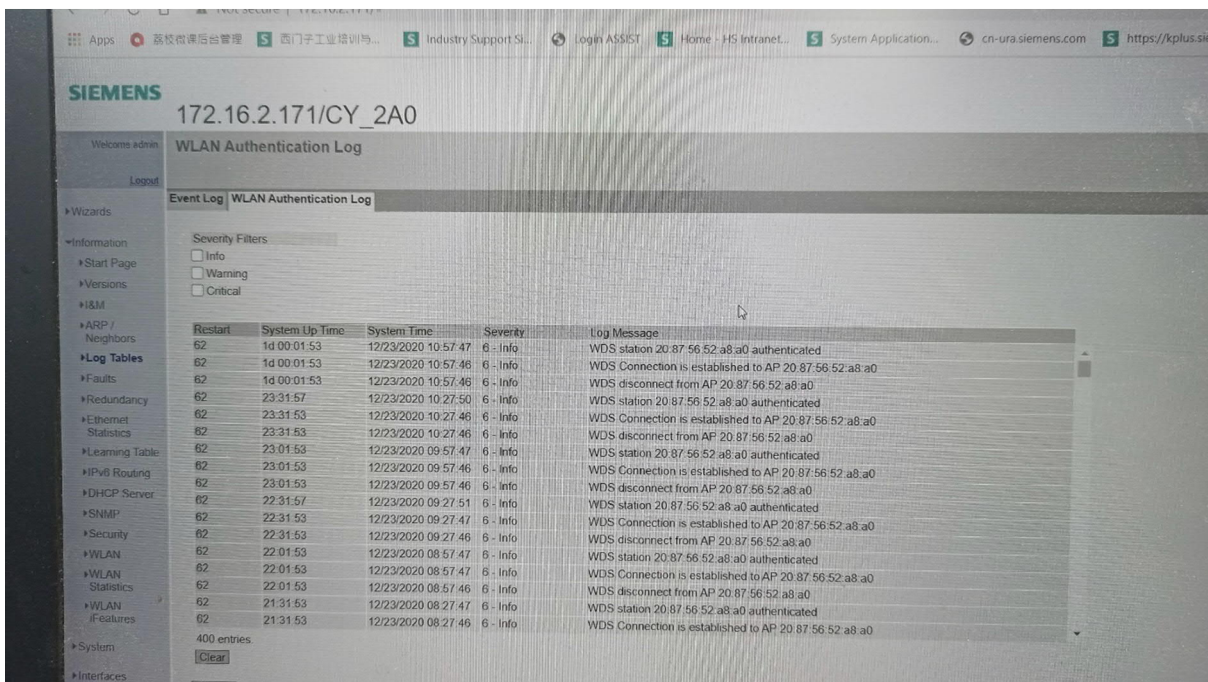 Not secure
Apps 荔枝微课后台管理 西门子工业培训与... Industry Support Si... Login ASSIST Home - HS Intranet... System Application... cn-ura.siemens.com https://kplus.si
SIEMENS
172.16.2.171/CY_2A0
Welcome admin
WLAN Authentication Log
Logout
Event Log WLAN Authentication Log
Wizards
Information
Start Page
Versions
I&M
ARP /
Neighbors
Log Tables
Faults
Redundancy
Ethernet
Statistics
Learning Table
IPv6 Routing
DHCP Server
SNMP
Security
WLAN
WLAN
Statistics
WLAN
iFeatures
System
Interfaces
Severity Filters
Info
Warning
Critical
Restart System Up Time System Time Severity Log Message
62 1d 00:01:53 12/23/2020 10:57:47 6 - Info WDS station 20:87:56:52:a8:a0 authenticated
62 1d 00:01:53 12/23/2020 10:57:46 6 - Info WDS Connection is established to AP 20:87:56:52:a8:a0
62 1d 00:01:53 12/23/2020 10:57:46 6 - Info WDS disconnect from AP 20:87:56:52:a8:a0
62 23:31:57 12/23/2020 10:27:50 6 - Info WDS station 20:87:56:52:a8:a0 authenticated
62 23:31:53 12/23/2020 10:27:46 6 - Info WDS Connection is established to AP 20:87:56:52:a8:a0
62 23:31:53 12/23/2020 10:27:46 6 - Info WDS disconnect from AP 20:87:56:52:a8:a0
62 23:01:53 12/23/2020 09:57:47 6 - Info WDS station 20:87:56:52:a8:a0 authenticated
62 23:01:53 12/23/2020 09:57:46 6 - Info WDS Connection is established to AP 20:87:56:52:a8:a0
62 23:01:53 12/23/2020 09:57:46 6 - Info WDS disconnect from AP 20:87:56:52:a8:a0
62 22:31:57 12/23/2020 09:27:51 6 - Info WDS station 20:87:56:52:a8:a0 authenticated
62 22:31:53 12/23/2020 09:27:47 6 - Info WDS Connection is established to AP 20:87:56:52:a8:a0
62 22:31:53 12/23/2020 09:27:46 6 - Info WDS disconnect from AP 20:87:56:52:a8:a0
62 22:01:53 12/23/2020 08:57:47 6 - Info WDS station 20:87:56:52:a8:a0 authenticated
62 22:01:53 12/23/2020 08:57:47 6 - Info WDS Connection is established to AP 20:87:56:52:a8:a0
62 22:01:53 12/23/2020 08:57:46 6 - Info WDS disconnect from AP 20:87:56:52:a8:a0
62 21:31:53 12/23/2020 08:27:47 6 - Info WDS station 20:87:56:52:a8:a0 authenticated
62 21:31:53 12/23/2020 08:27:46 6 - Info WDS Connection is established to AP 20:87:56:52:a8:a0
400 entries.
Clear